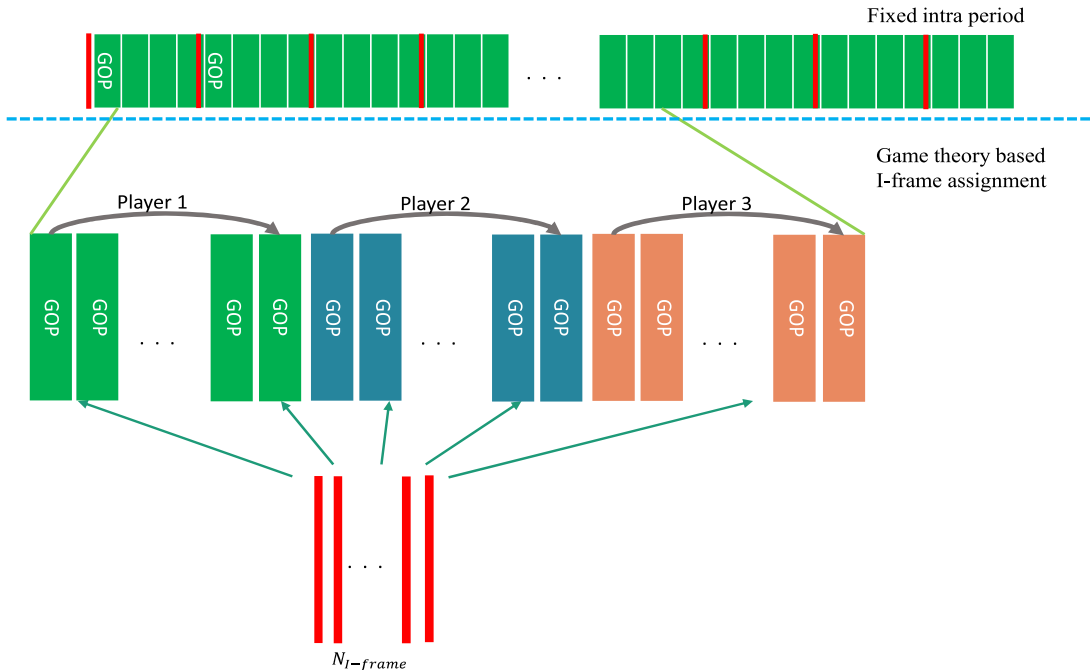 Fixed intra period
GOP GOP
. . .
Game theory based
I-frame assignment
Player 1 Player 2 Player 3
GOP GOP . . . GOP GOP GOP GOP . . . GOP GOP GOP GOP . . . GOP GOP
. . .
N_{I-frame}